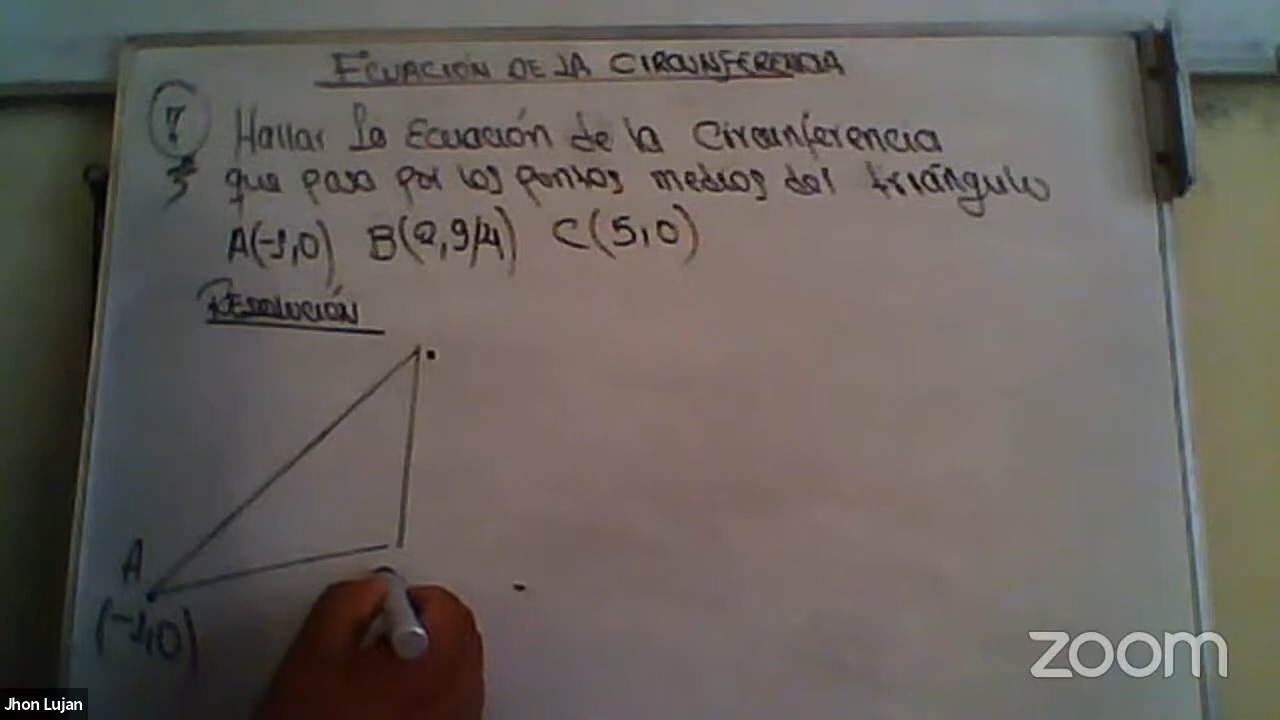 ECUACIÓN DE LA CIRCUNFERENCIA
7 Hallar la Ecuación de la Circunferencia
que pasa por los puntos medios del triángulo
A(-1,0) B(2,9/4) C(5,0)
RESOLUCIÓN
A
(-1,0)
zoom
Jhon Lujan